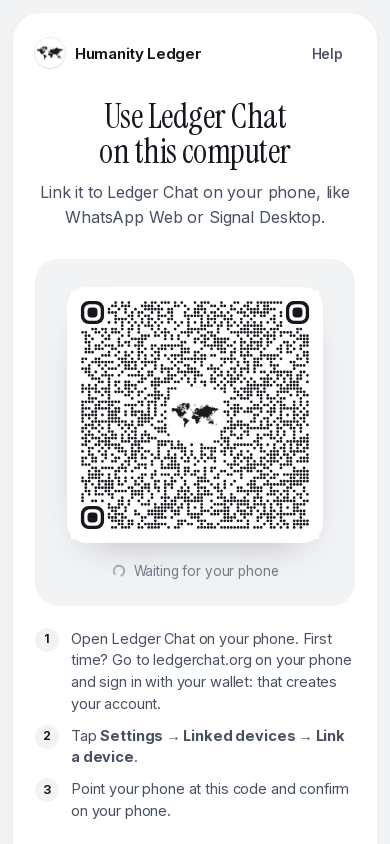 Humanity Ledger
Help
Use Ledger Chat
on this computer
Link it to Ledger Chat on your phone, like
WhatsApp Web or Signal Desktop.
Waiting for your phone
1
Open Ledger Chat on your phone. First
time? Go to ledgerchat.org on your phone
and sign in with your wallet: that creates
your account.
2
Tap Settings → Linked devices → Link
a device.
3
Point your phone at this code and confirm
on your phone.